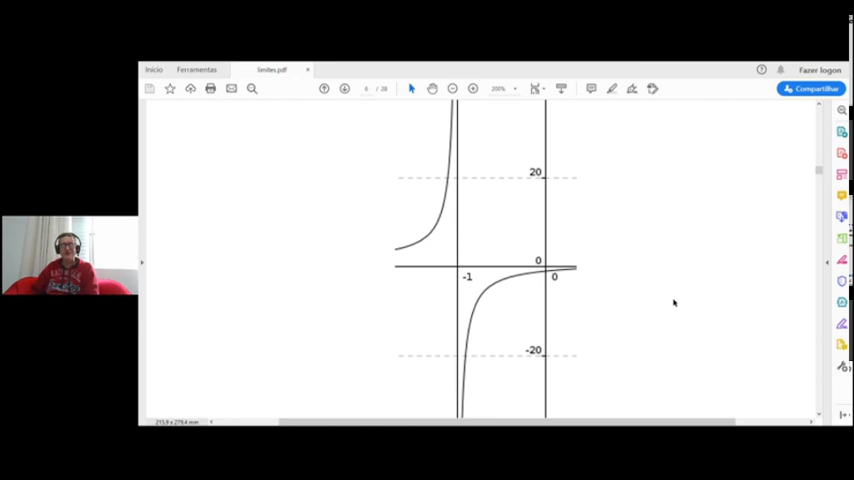 Início Ferramentas limites.pdf × Fazer logon
6 / 28 200% Compartilhar
20
0
-1 0
-20
215,9 x 279,4 mm